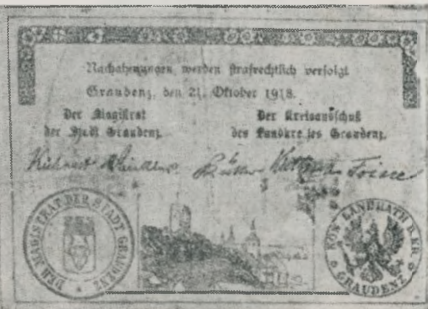 Nachahmungen werden strafrechtlich verfolgt
Graudenz, den 21. Oktober 1918.
Der Magistrat
der Stadt Graudenz.
Der Kreisausschuß
des Landkreises Graudenz.
DER MAGISTRAT DER STADT GRAUDENZ
KÖN. LANDRATH D. KR. GRAUDENZ